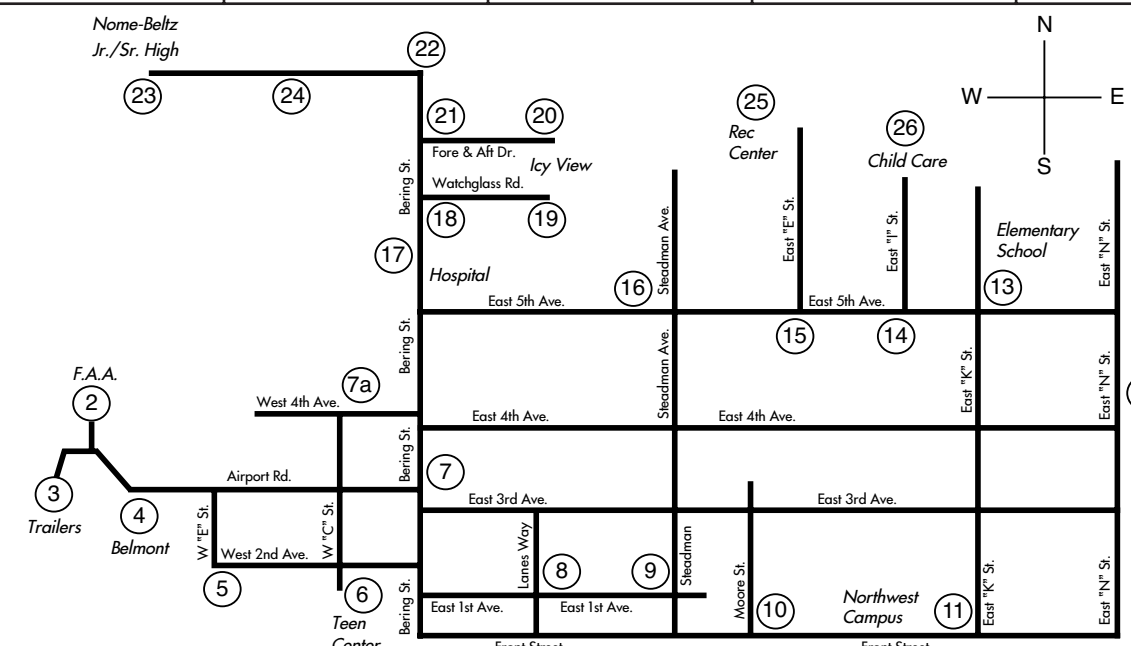 Nome-Beltz
Jr./Sr. High
22
N
23
24
W
E
S
25
Rec
Center
26
Child Care
21
20
Fore & Aft Dr.
Icy View
Bering St.
Watchglass Rd.
18
19
17
Hospital
Steadman Ave.
East "E" St.
East "I" St.
Elementary
School
East "N" St.
16
13
East 5th Ave.
East 5th Ave.
15
14
Bering St.
Steadman Ave.
East "K" St.
East "N" St.
F.A.A.
2
7a
West 4th Ave.
East 4th Ave.
East 4th Ave.
Bering St.
7
Airport Rd.
3
Trailers
4
Belmont
East 3rd Ave.
East 3rd Ave.
W "E" St.
W "C" St.
West 2nd Ave.
Lanes Way
8
9
Steadman
5
6
Teen
Center
Bering St.
East 1st Ave.
East 1st Ave.
Moore St.
10
Northwest
Campus
11
East "K" St.
East "N" St.
Front Street
Front Street